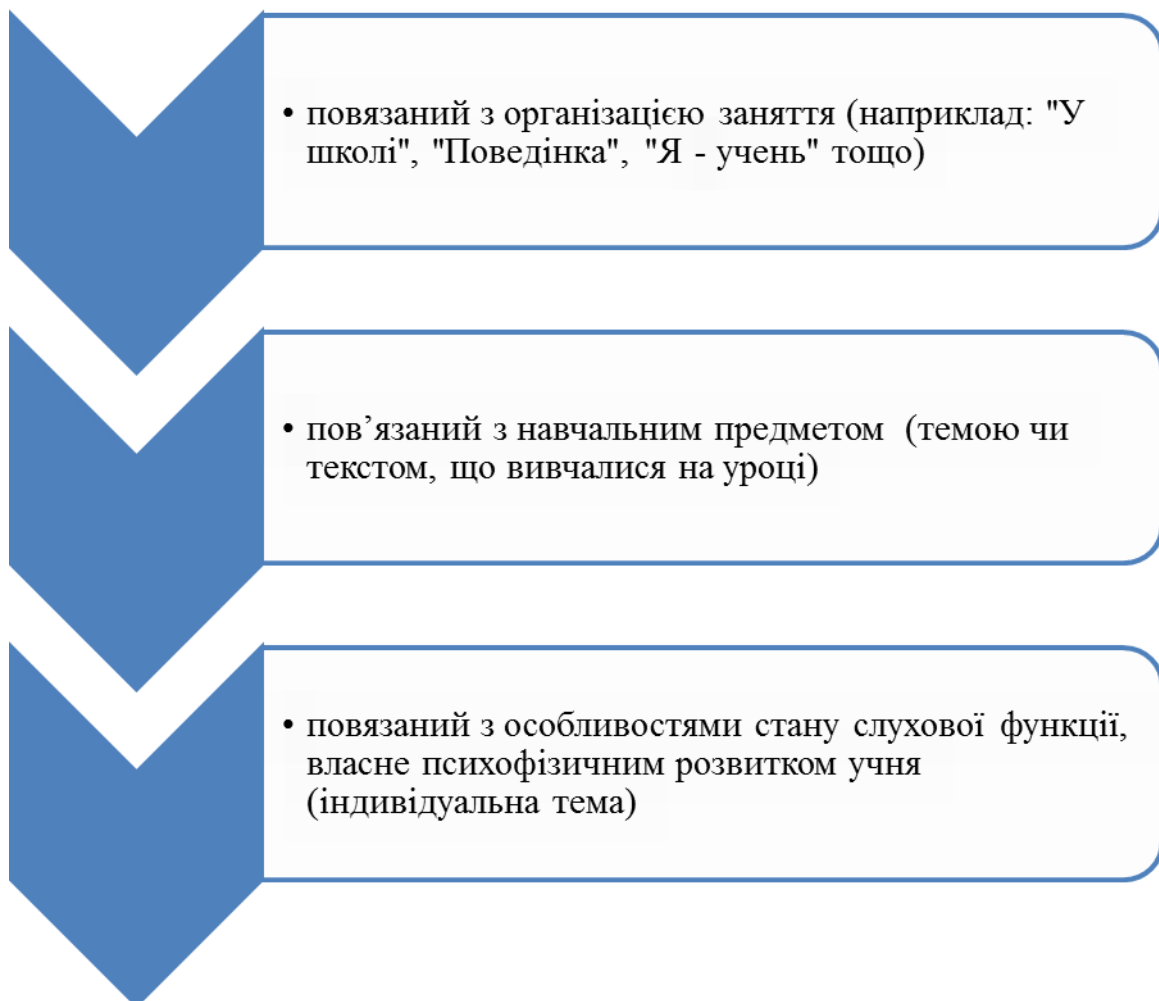 • повязаний з організацією заняття (наприклад: "У
школі", "Поведінка", "Я - учень" тощо)
• пов’язаний з навчальним предметом (темою чи
текстом, що вивчалися на уроці)
• повязаний з особливостями стану слухової функції,
власне психофізичним розвитком учня
(індивідуальна тема)